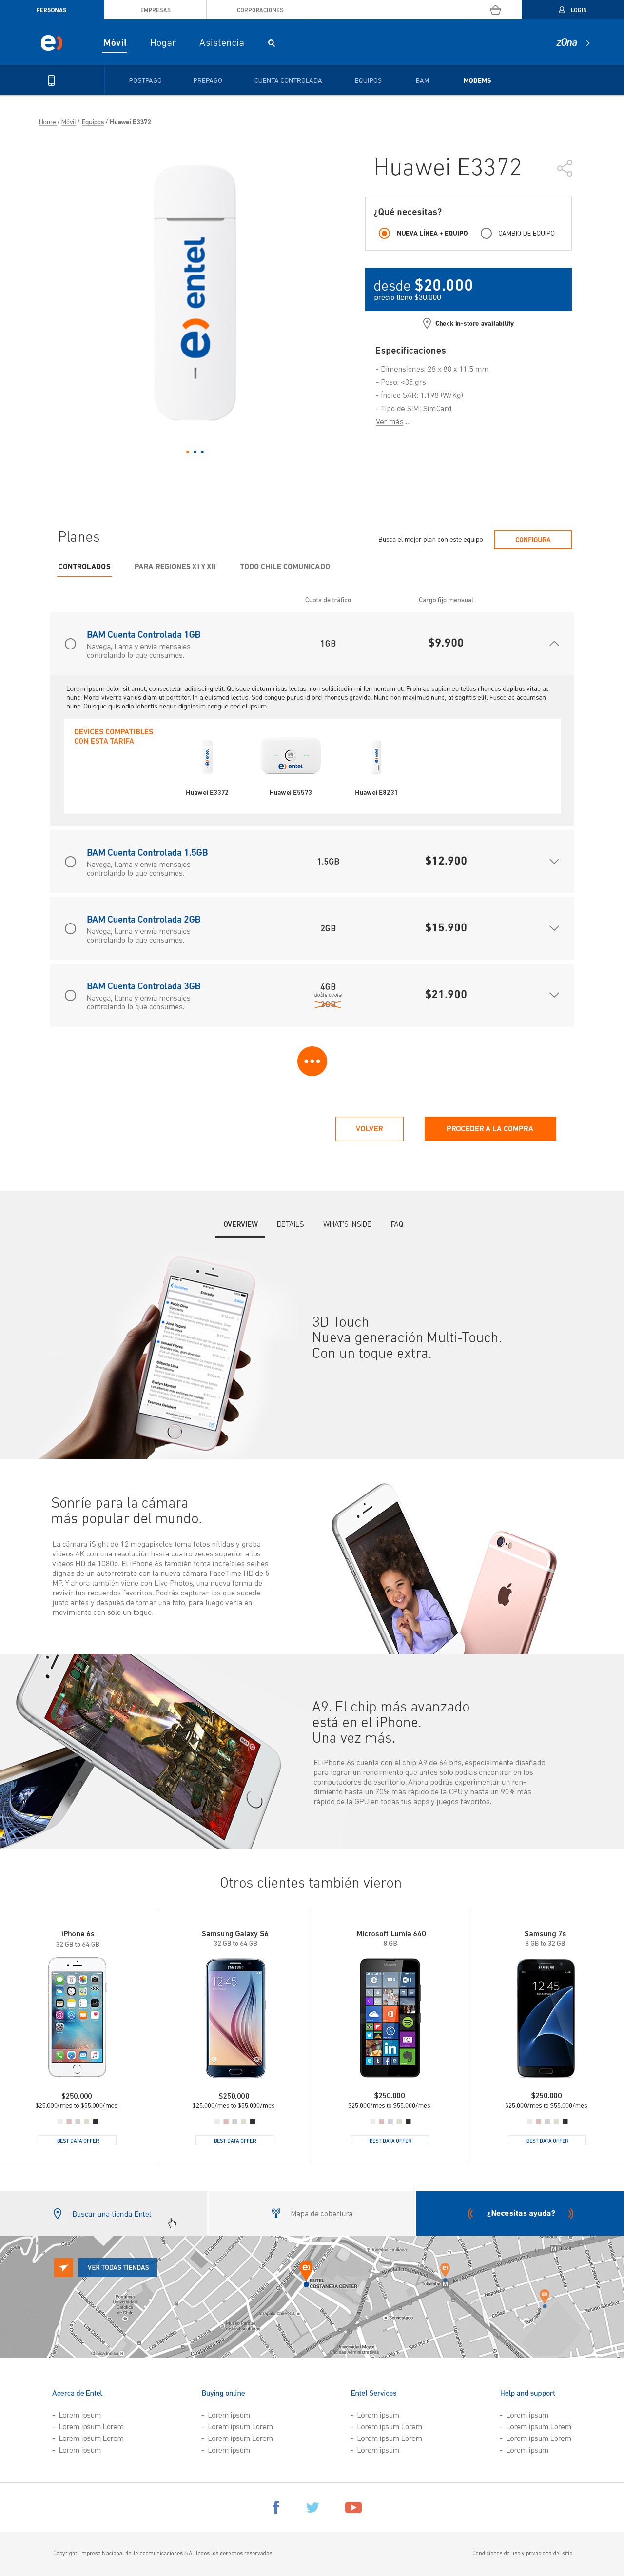 PERSONAS
EMPRESAS
CORPORACIONES
LOGIN
Móvil
Hogar
Asistencia
zona
POSTPAGO
PREPAGO
CUENTA CONTROLADA
EQUIPOS
BAM
MODEMS
Home / Móvil / Equipos / Huawei E3372
entel
Huawei E3372
¿Qué necesitas?
NUEVA LÍNEA + EQUIPO
CAMBIO DE EQUIPO
desde $20.000
precio lleno $30.000
Check in-store availability
Especificaciones
- Dimensiones: 28 x 88 x 11.5 mm
- Peso: <35 grs
- Índice SAR: 1.198 (W/Kg)
- Tipo de SIM: SimCard
Ver más ...
Planes
Busca el mejor plan con este equipo
CONFIGURA
CONTROLADOS
PARA REGIONES XI Y XII
TODO CHILE COMUNICADO
Cuota de tráfico
Cargo fijo mensual
BAM Cuenta Controlada 1GB
Navega, llama y envía mensajes
controlando lo que consumes.
1GB
$9.900
Lorem ipsum dolor sit amet, consectetur adipiscing elit. Quisque dictum risus lectus, non sollicitudin mi fermentum ut. Proin ac sapien eu tellus rhoncus dapibus vitae ac
nunc. Morbi viverra varius diam ut porttitor. In a euismod lectus. Sed congue purus id orci rhoncus gravida. Nunc non maximus nunc, at sagittis elit. Fusce ac accumsan
nunc. Quisque quis odio lobortis neque dignissim congue nec et ipsum.
DEVICES COMPATIBLES
CON ESTA TARIFA
entel
Huawei E3372
Huawei E5573
Huawei E8231
BAM Cuenta Controlada 1.5GB
Navega, llama y envía mensajes
controlando lo que consumes.
1.5GB
$12.900
BAM Cuenta Controlada 2GB
Navega, llama y envía mensajes
controlando lo que consumes.
2GB
$15.900
BAM Cuenta Controlada 3GB
Navega, llama y envía mensajes
controlando lo que consumes.
4GB
doble cuota
3GB
$21.900
VOLVER
PROCEDER A LA COMPRA
OVERVIEW
DETAILS
WHAT'S INSIDE
FAQ
3D Touch
Nueva generación Multi-Touch.
Con un toque extra.
Sonríe para la cámara
más popular del mundo.
La cámara iSight de 12 megapixeles toma fotos nítidas y graba
videos 4K con una resolución hasta cuatro veces superior a los
videos HD de 1080p. El iPhone 6s también toma increíbles selfies
dignas de un autorretrato con la nueva cámara FaceTime HD de 5
MP. Y ahora también viene con Live Photos, una nueva forma de
revivir tus recuerdos favoritos. Podrás capturar los que sucede
justo antes y después de tomar una foto, para luego verla en
movimiento con sólo un toque.
A9. El chip más avanzado
está en el iPhone.
Una vez más.
El iPhone 6s cuenta con el chip A9 de 64 bits, especialmente diseñado
para lograr un rendimiento que antes sólo podías encontrar en los
computadores de escritorio. Ahora podrás experimentar un ren-
dimiento hasta un 70% más rápido de la CPU y hasta un 90% más
rápido de la GPU en todas tus apps y juegos favoritos.
Otros clientes también vieron
iPhone 6s
32 GB to 64 GB
$250.000
$25.000/mes to $55.000/mes
BEST DATA OFFER
Samsung Galaxy S6
32 GB to 64 GB
12:45
$250.000
$25.000/mes to $55.000/mes
BEST DATA OFFER
Microsoft Lumia 640
8 GB
$250.000
$25.000/mes to $55.000/mes
BEST DATA OFFER
Samsung 7s
8 GB to 32 GB
12:45
$250.000
$25.000/mes to $55.000/mes
BEST DATA OFFER
Buscar una tienda Entel
Mapa de cobertura
¿Necesitas ayuda?
VER TODAS TIENDAS
ENTEL
COSTANERA CENTER
Acerca de Entel
- Lorem ipsum
- Lorem ipsum Lorem
- Lorem ipsum Lorem
- Lorem ipsum
Buying online
- Lorem ipsum
- Lorem ipsum Lorem
- Lorem ipsum Lorem
- Lorem ipsum
Entel Services
- Lorem ipsum
- Lorem ipsum Lorem
- Lorem ipsum Lorem
- Lorem ipsum
Help and support
- Lorem ipsum
- Lorem ipsum Lorem
- Lorem ipsum Lorem
- Lorem ipsum
Copyright Empresa Nacional de Telecomunicaciones S.A. Todos los derechos reservados.
Condiciones de uso y privacidad del sitio